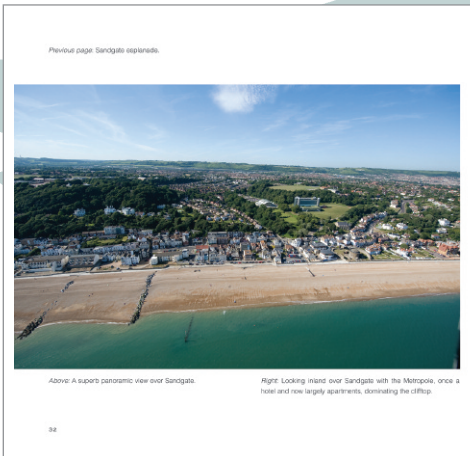 Previous page: Sandgate esplanade.
Above: A superb panoramic view over Sandgate.
Right: Looking inland over Sandgate with the Metropole, once a
hotel and now largely apartments, dominating the clifftop.
34